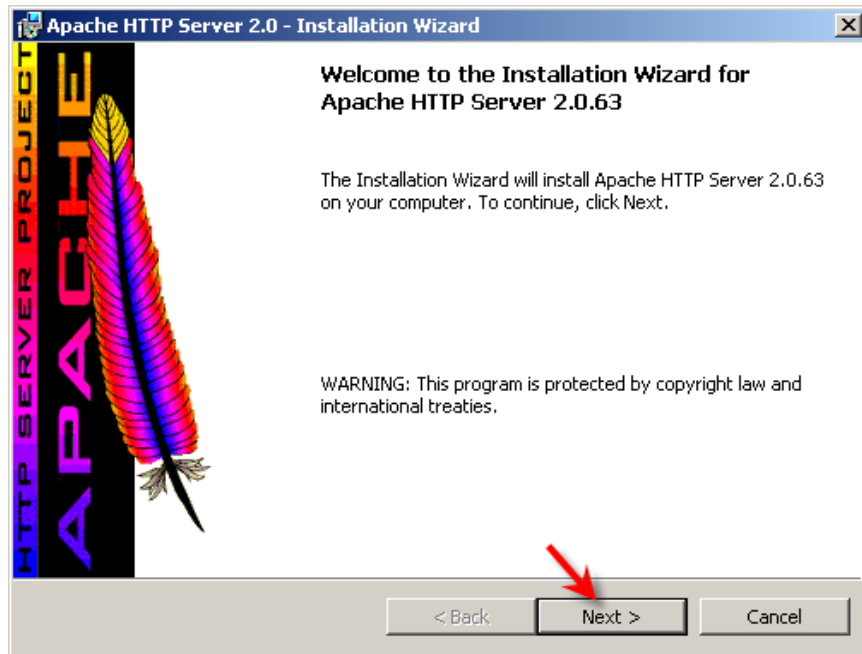 Apache HTTP Server 2.0 - Installation Wizard
HTTP SERVER PROJECT
APACHE
Welcome to the Installation Wizard for
Apache HTTP Server 2.0.63
The Installation Wizard will install Apache HTTP Server 2.0.63
on your computer. To continue, click Next.
WARNING: This program is protected by copyright law and
international treaties.
< Back
Next >
Cancel